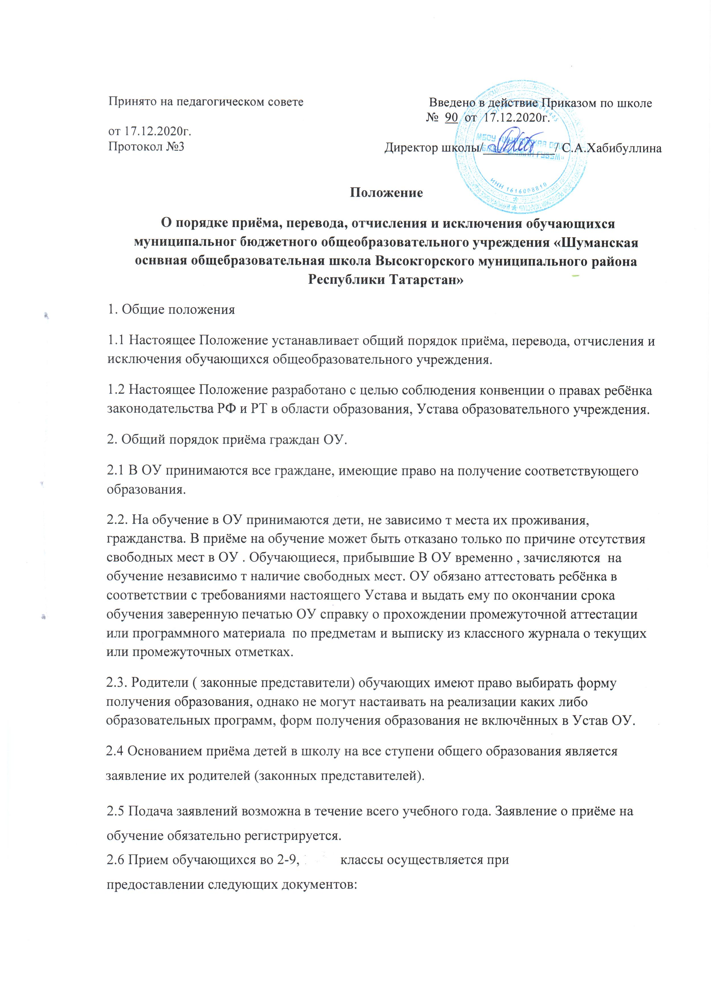 Принято на педагогическом совете
Введено в действие Приказом по школе
№ 90 от 17.12.2020г.
от 17.12.2020г.
Протокол №3
Директор школы/ / С.А.Хабибуллина
ИНН 1616008810
Положение
О порядке приёма, перевода, отчисления и исключения обучающихся
муниципальног бюджетного общеобразовательного учреждения «Шуманская
оснвная общебразовательная школа Высокгорского муниципального района
Республики Татарстан»
1. Общие положения
1.1 Настоящее Положение устанавливает общий порядок приёма, перевода, отчисления и
исключения обучающихся общеобразовательного учреждения.
1.2 Настоящее Положение разработано с целью соблюдения конвенции о правах ребёнка
законодательства РФ и РТ в области образования, Устава образовательного учреждения.
2. Общий порядок приёма граждан ОУ.
2.1 В ОУ принимаются все граждане, имеющие право на получение соответствующего
образования.
2.2. На обучение в ОУ принимаются дети, не зависимо т места их проживания,
гражданства. В приёме на обучение может быть отказано только по причине отсутствия
свободных мест в ОУ . Обучающиеся, прибывшие В ОУ временно , зачисляются на
обучение независимо т наличие свободных мест. ОУ обязано аттестовать ребёнка в
соответствии с требованиями настоящего Устава и выдать ему по окончании срока
обучения заверенную печатью ОУ справку о прохождении промежуточной аттестации
или программного материала по предметам и выписку из классного журнала о текущих
или промежуточных отметках.
2.3. Родители ( законные представители) обучающих имеют право выбирать форму
получения образования, однако не могут настаивать на реализации каких либо
образовательных программ, форм получения образования не включённых в Устав ОУ.
2.4 Основанием приёма детей в школу на все ступени общего образования является
заявление их родителей (законных представителей).
2.5 Подача заявлений возможна в течение всего учебного года. Заявление о приёме на
обучение обязательно регистрируется.
2.6 Прием обучающихся во 2-9, классы осуществляется при
предоставлении следующих документов: